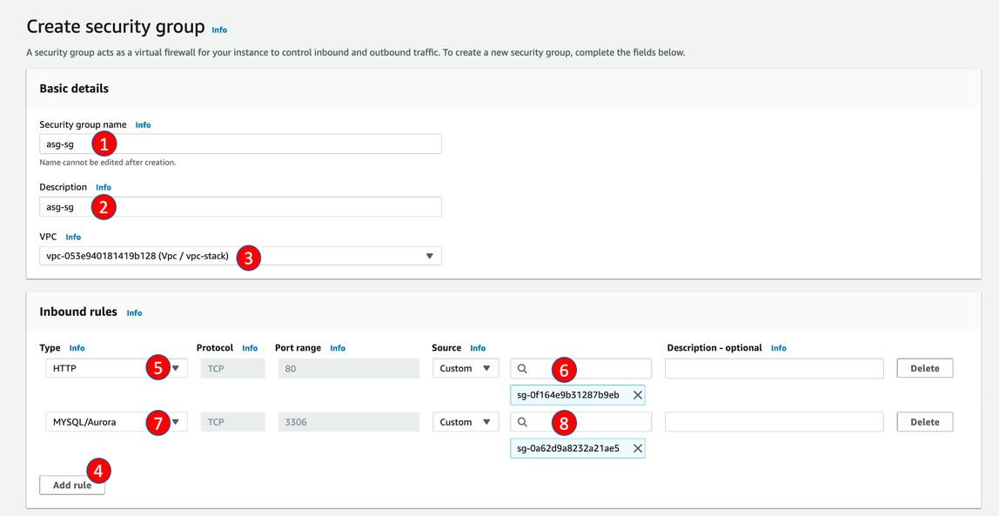 Create security group Info
A security group acts as a virtual firewall for your instance to control inbound and outbound traffic. To create a new security group, complete the fields below.
Basic details
Security group name Info
asg-sg 1
Name cannot be edited after creation.
Description Info
asg-sg 2
VPC Info
vpc-053e940181419b128 (Vpc / vpc-stack) 3
Inbound rules Info
Type Info Protocol Info Port range Info Source Info Description - optional Info
HTTP 5 TCP 80 Custom 6 Delete
sg-0f164e9b31287b9eb
MYSQL/Aurora 7 TCP 3306 Custom 8 Delete
sg-0a62d9a8232a21ae5
4
Add rule